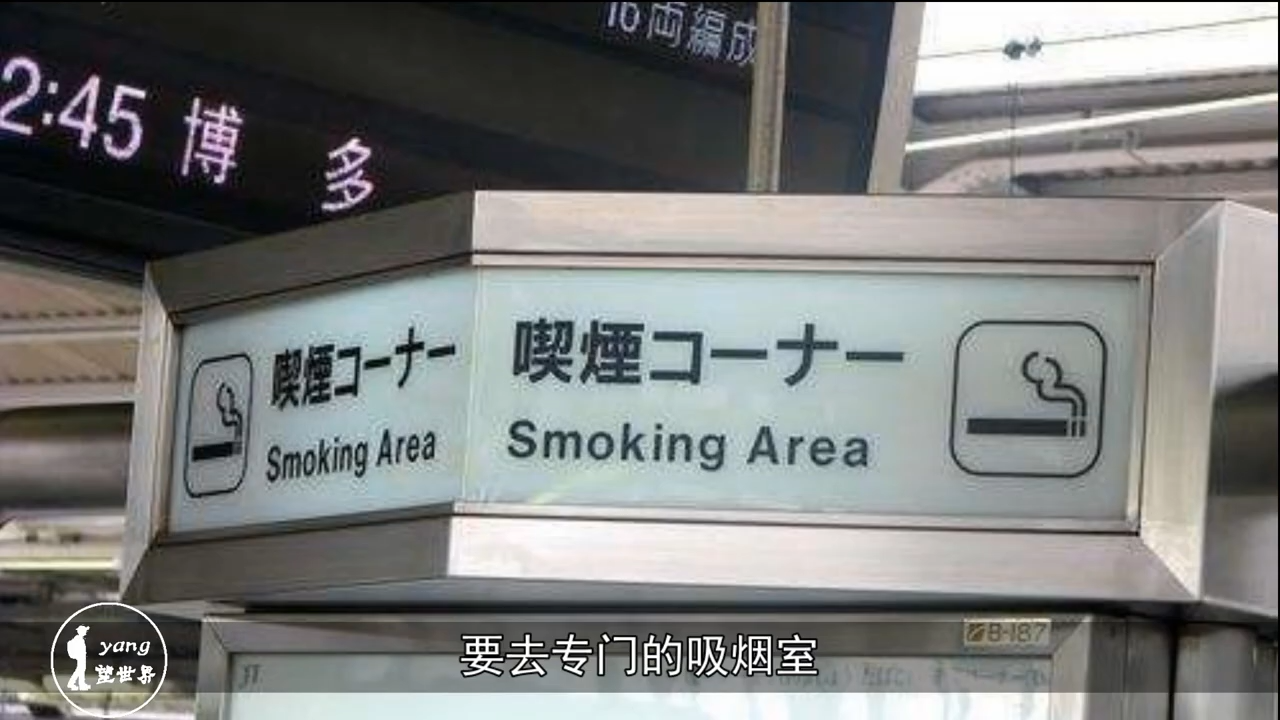 16両編成
2:45 博多
喫煙コーナー
Smoking Area
喫煙コーナー
Smoking Area
B-187
要去专门的吸烟室
yang
望世界